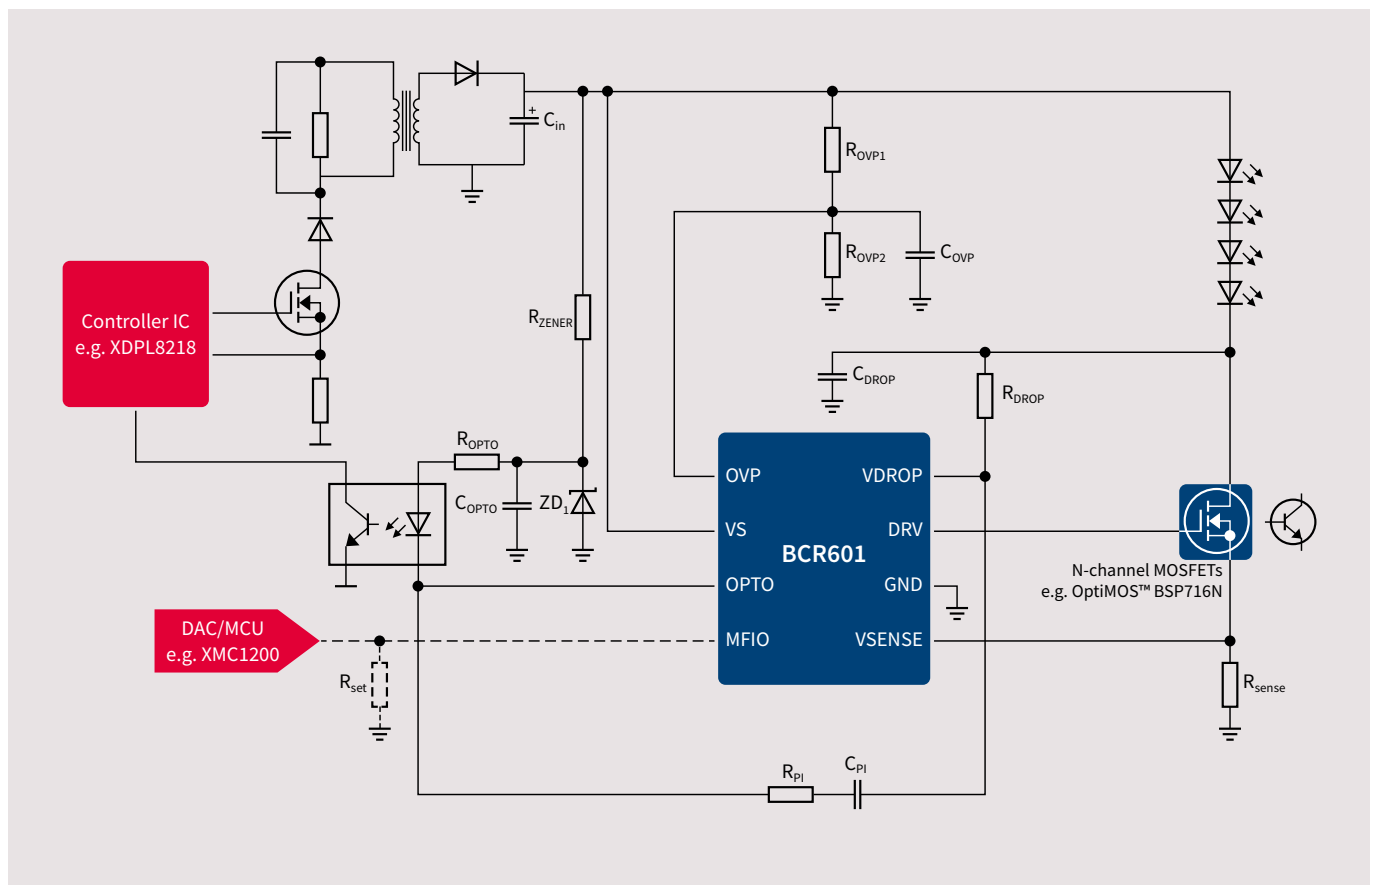 +
Cin
ROVP1
ROVP2
COVP
Controller IC
e.g. XDPL8218
RZENER
CDROP
RDROP
ROPTO
COPTO
ZD1
OVP
VDROP
VS
DRV
BCR601
OPTO
GND
MFIO
VSENSE
N-channel MOSFETs
e.g. OptiMOS™ BSP716N
DAC/MCU
e.g. XMC1200
Rset
Rsense
RPI
CPI